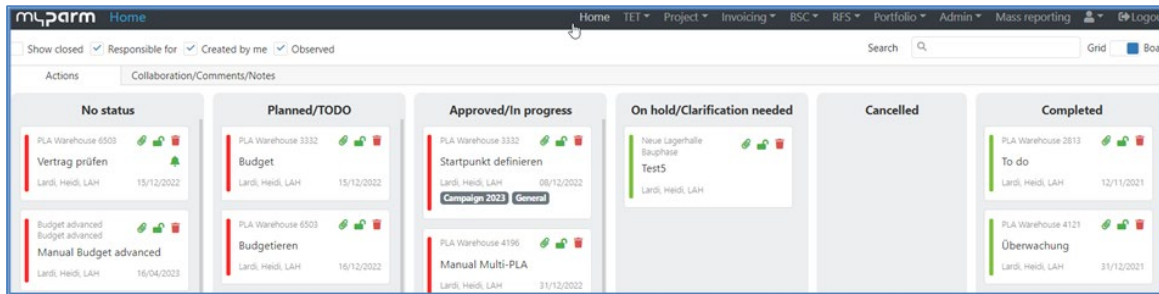 myparm Home
Home TET Project Invoicing BSC RFS Portfolio Admin Mass reporting Logou
Show closed Responsible for Created by me Observed Search Grid Boa
Actions Collaboration/Comments/Notes
No status
PLA Warehouse 6503
Vertrag prüfen
Lardi, Heidi, LAH 15/12/2022
Budget advanced
Budget advanced
Manual Budget advanced
Lardi, Heidi, LAH 16/04/2023
Planned/TODO
PLA Warehouse 3332
Budget
Lardi, Heidi, LAH 15/12/2022
PLA Warehouse 6503
Budgetieren
Lardi, Heidi, LAH 16/12/2022
Approved/In progress
PLA Warehouse 3332
Startpunkt definieren
Lardi, Heidi, LAH 08/12/2022
Campaign 2023 General
PLA Warehouse 4196
Manual Multi-PLA
Lardi, Heidi, LAH 31/12/2022
On hold/Clarification needed
Neue Lagerhalle
Bauphase
Test5
Lardi, Heidi, LAH
Cancelled
Completed
PLA Warehouse 2813
To do
Lardi, Heidi, LAH 12/11/2021
PLA Warehouse 4121
Überwachung
Lardi, Heidi, LAH 31/12/2021